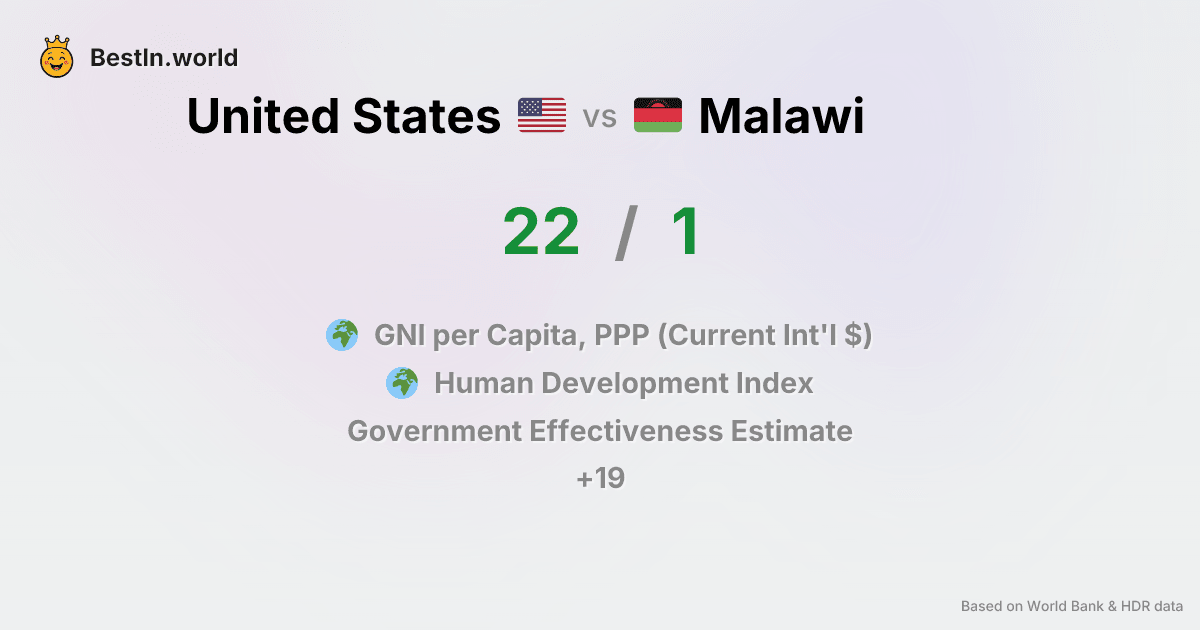 BestIn.world
United States vs Malawi
22 / 1
GNI per Capita, PPP (Current Int'l $)
Human Development Index
Government Effectiveness Estimate
+19
Based on World Bank & HDR data